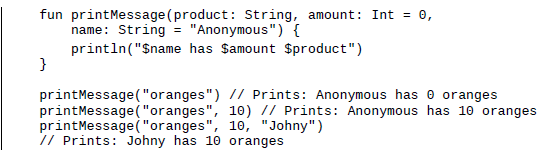 fun printMessage(product: String, amount: Int = 0,
    name: String = "Anonymous") {
    println("$name has $amount $product")
}
printMessage("oranges") // Prints: Anonymous has 0 oranges
printMessage("oranges", 10) // Prints: Anonymous has 10 oranges
printMessage("oranges", 10, "Johny")
// Prints: Johny has 10 oranges